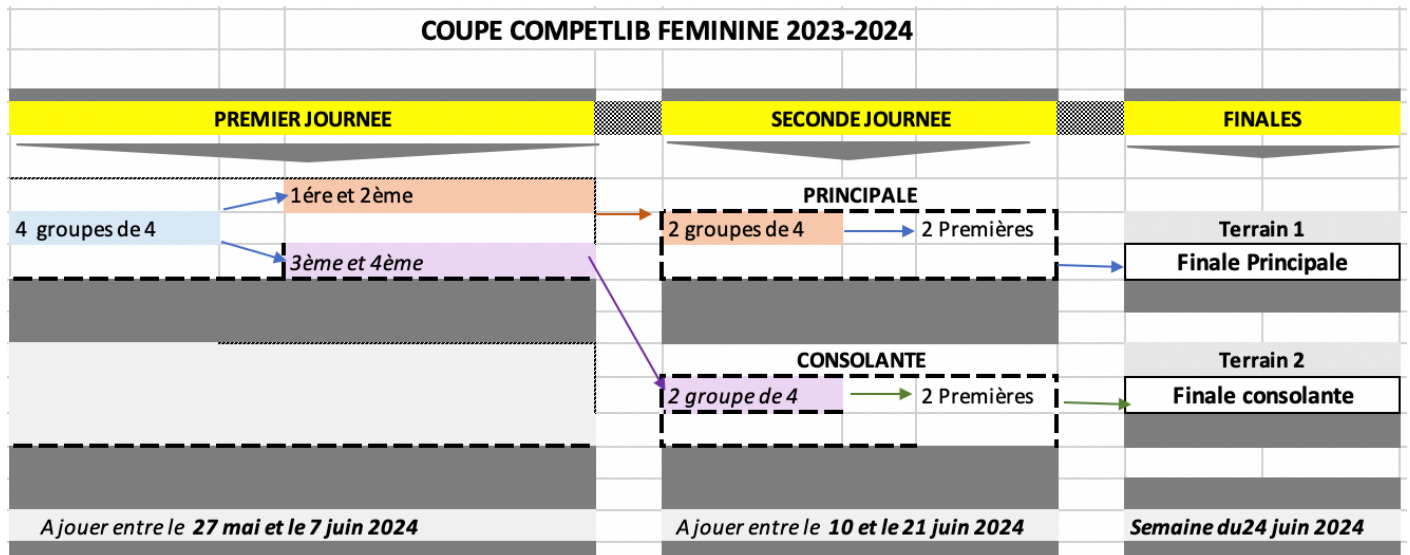 COUPE COMPETLIB FEMININE 2023-2024
PREMIER JOURNEE
SECONDE JOURNEE
FINALES
1ére et 2ème
PRINCIPALE
4 groupes de 4
2 groupes de 4
2 Premières
Terrain 1
3ème et 4ème
Finale Principale
CONSOLANTE
Terrain 2
2 groupe de 4
2 Premières
Finale consolante
A jouer entre le 27 mai et le 7 juin 2024
A jouer entre le 10 et le 21 juin 2024
Semaine du24 juin 2024